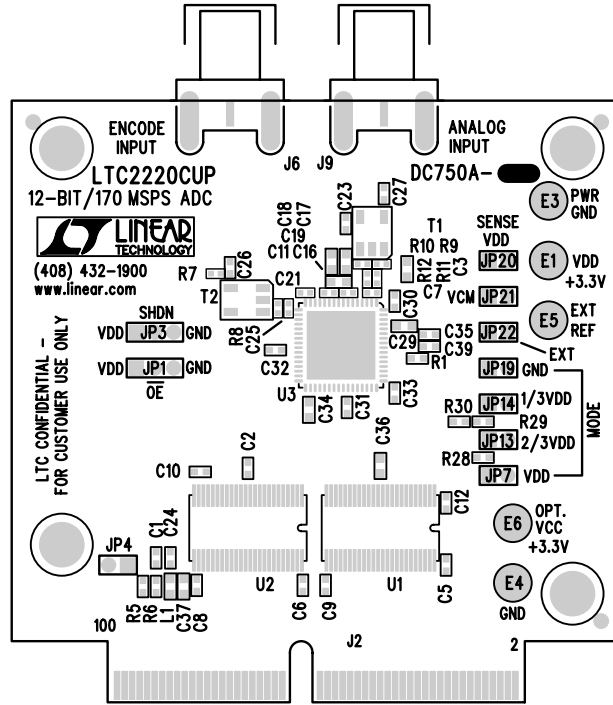 ENCODE
INPUT
J6
J9
ANALOG
INPUT
LTC2220CUP
12-BIT/170 MSPS ADC
DC750A-
LINEAR
TECHNOLOGY
(408) 432-1900
www.linear.com
R7
C26
T2
C21
C18
C17
C19
C11
C16
C23
C27
T1
R10
R9
R12
R11
C3
C7
C30
C29
C35
C39
R1
C33
R8
C25
C32
U3
C34
C31
E3
PWR
GND
SENSE
VDD
JP20
E1
VDD
+3.3V
VCM
JP21
E5
EXT
REF
JP22
EXT
JP19
GND
JP14
1/3VDD
R30
R29
JP13
2/3VDD
R28
JP7
VDD
MODE
SHDN
VDD
JP3
GND
VDD
JP1
GND
OE
LTC CONFIDENTIAL -
FOR CUSTOMER USE ONLY
C10
C2
C36
C12
C5
E6
OPT.
VCC
+3.3V
E4
GND
JP4
C1
C24
R5
R6
L1
C37
C8
U2
C6
C9
U1
100
J2
2